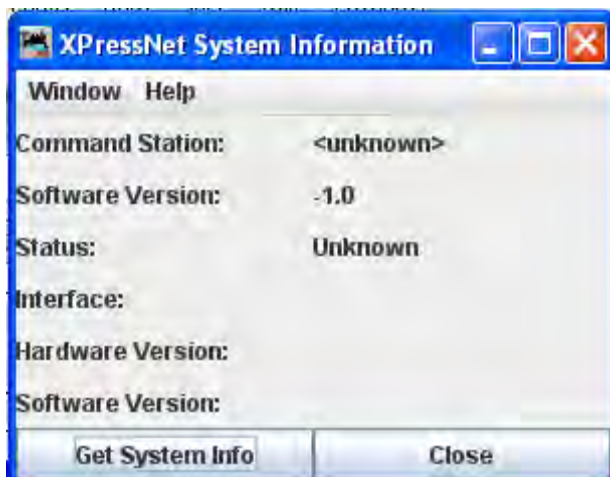 XPressNet System Information
Window Help
Command Station: <unknown>
Software Version: -1.0
Status: Unknown
Interface:
Hardware Version:
Software Version:
Get System Info Close